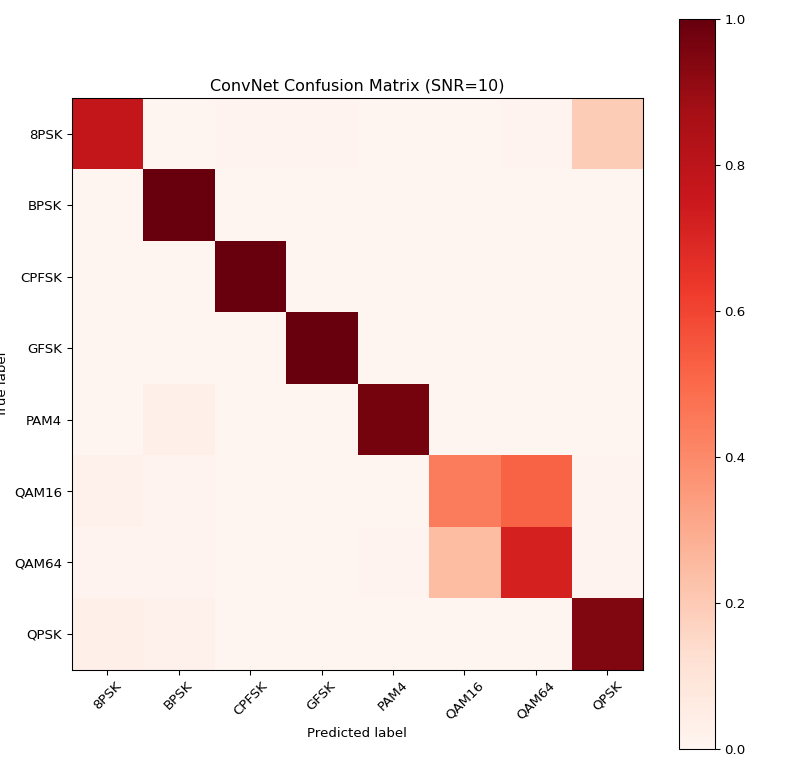 ConvNet Confusion Matrix (SNR=10)
8PSK
BPSK
CPFSK
GFSK
PAM4
QAM16
QAM64
QPSK
True label
8PSK
BPSK
CPFSK
GFSK
PAM4
QAM16
QAM64
QPSK
Predicted label
1.0
0.8
0.6
0.4
0.2
0.0